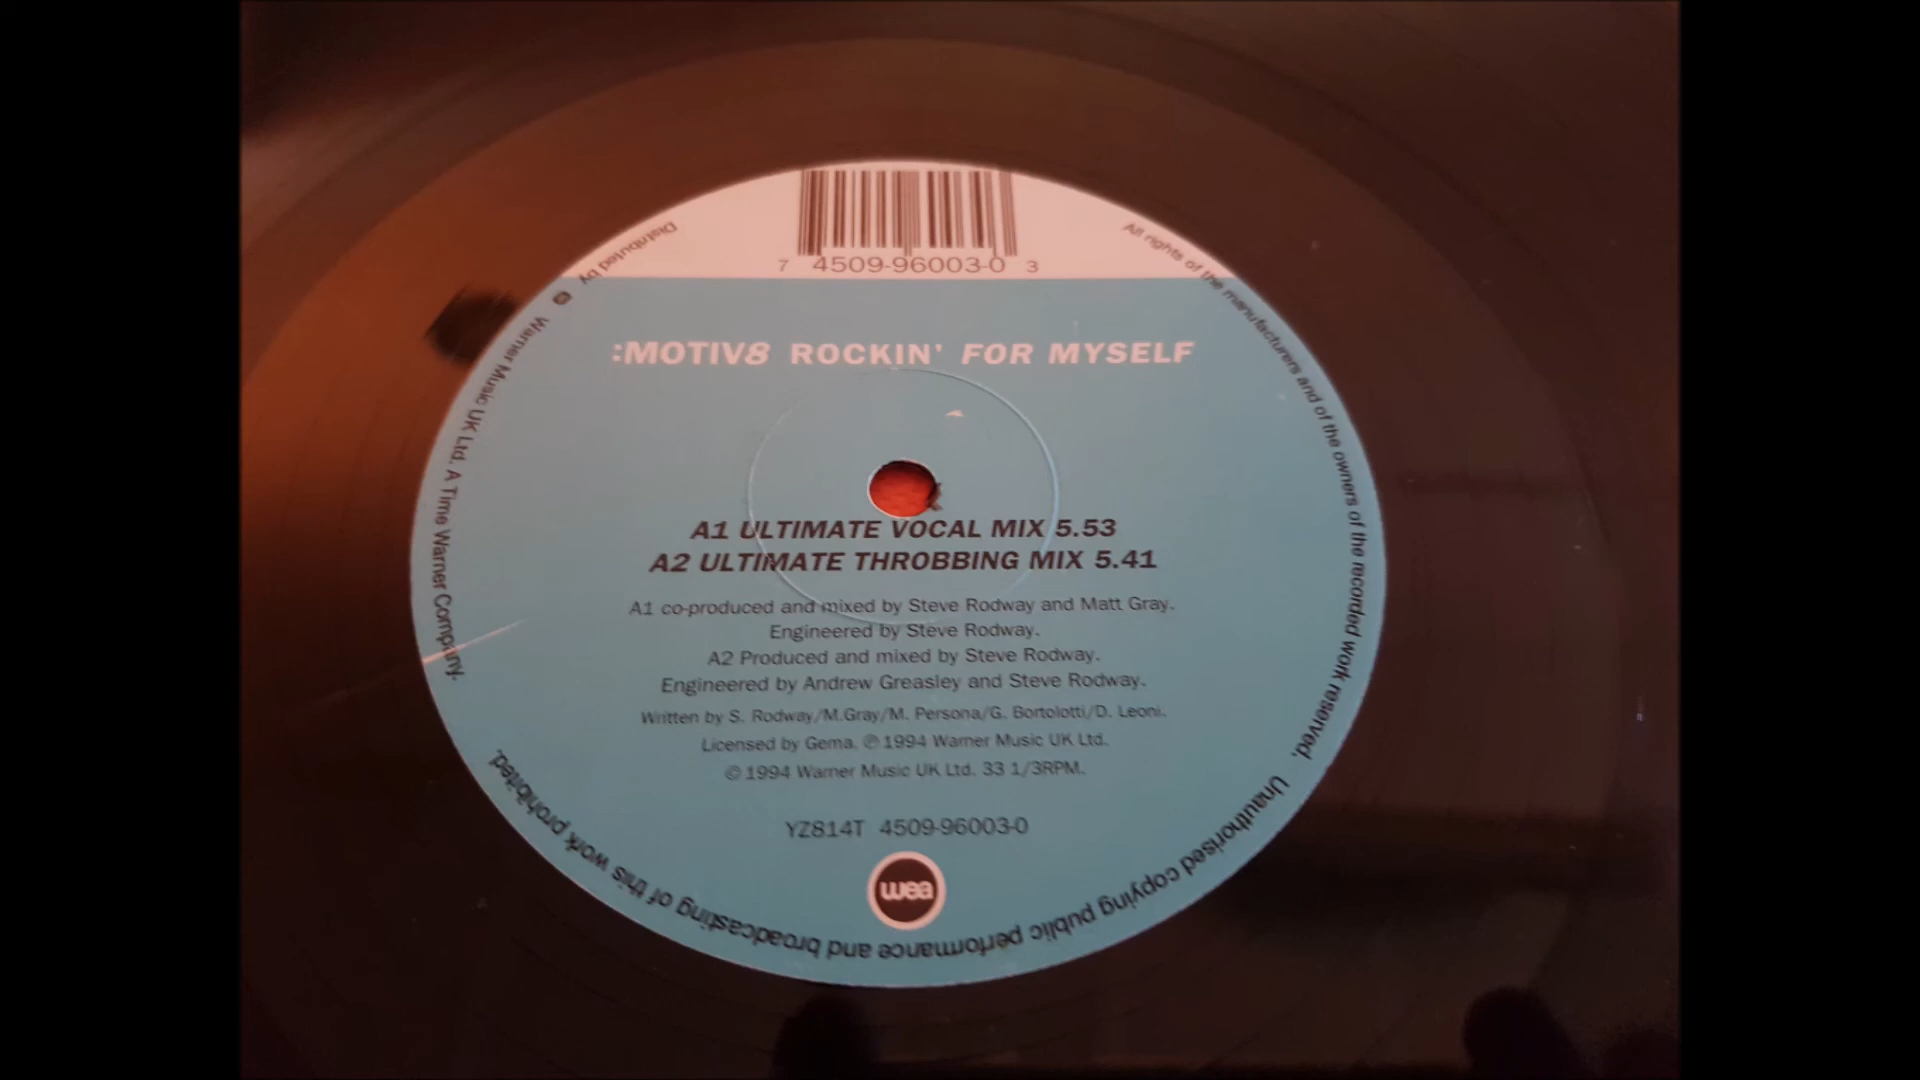 7 4509-96003-0 3
:MOTIV8 ROCKIN' FOR MYSELF
A1 ULTIMATE VOCAL MIX 5.53
A2 ULTIMATE THROBBING MIX 5.41
A1 co-produced and mixed by Steve Rodway and Matt Gray.
Engineered by Steve Rodway.
A2 Produced and mixed by Steve Rodway.
Engineered by Andrew Greasley and Steve Rodway.
Written by S. Rodway/M.Gray/M. Persona/G. Bortolotti/D. Leoni.
Licensed by Gema. ℗ 1994 Warner Music UK Ltd.
© 1994 Warner Music UK Ltd. 33 1/3RPM.
YZ814T 4509-96003-0
wea
All rights of the manufacturers and of the owners of the recorded work reserved. Unauthorised copying public performance and broadcasting of this work prohibited.
Distributed by Warner Music UK Ltd. A Time Warner Company.